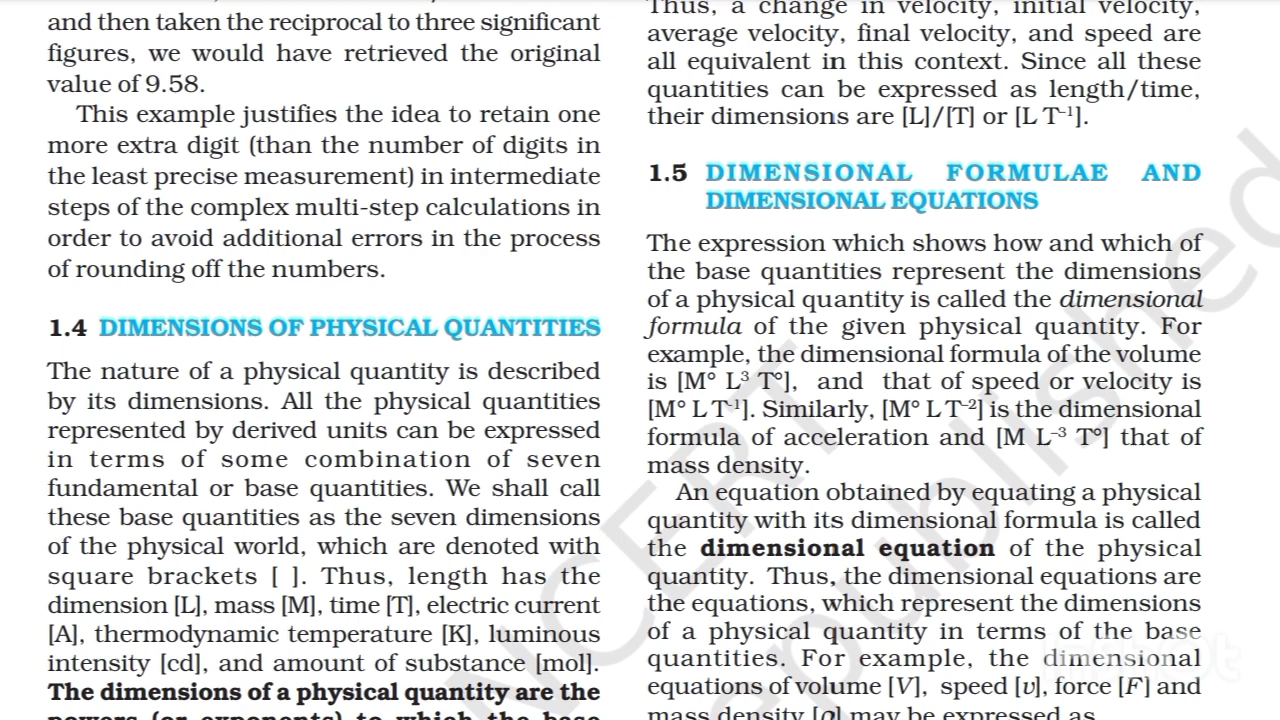 and then taken the reciprocal to three significant
figures, we would have retrieved the original
value of 9.58.
This example justifies the idea to retain one
more extra digit (than the number of digits in
the least precise measurement) in intermediate
steps of the complex multi-step calculations in
order to avoid additional errors in the process
of rounding off the numbers.
1.4 DIMENSIONS OF PHYSICAL QUANTITIES
The nature of a physical quantity is described
by its dimensions. All the physical quantities
represented by derived units can be expressed
in terms of some combination of seven
fundamental or base quantities. We shall call
these base quantities as the seven dimensions
of the physical world, which are denoted with
square brackets [ ]. Thus, length has the
dimension [L], mass [M], time [T], electric current
[A], thermodynamic temperature [K], luminous
intensity [cd], and amount of substance [mol].
The dimensions of a physical quantity are the
powers (or exponents) to which the base
Thus, a change in velocity, initial velocity,
average velocity, final velocity, and speed are
all equivalent in this context. Since all these
quantities can be expressed as length/time,
their dimensions are [L]/[T] or [L T⁻¹].
1.5 DIMENSIONAL FORMULAE AND
DIMENSIONAL EQUATIONS
The expression which shows how and which of
the base quantities represent the dimensions
of a physical quantity is called the dimensional
formula of the given physical quantity. For
example, the dimensional formula of the volume
is [M° L³ T°], and that of speed or velocity is
[M° L T⁻¹]. Similarly, [M° L T⁻²] is the dimensional
formula of acceleration and [M L⁻³ T°] that of
mass density.
An equation obtained by equating a physical
quantity with its dimensional formula is called
the dimensional equation of the physical
quantity. Thus, the dimensional equations are
the equations, which represent the dimensions
of a physical quantity in terms of the base
quantities. For example, the dimensional
equations of volume [V], speed [υ], force [F] and
mass density [ρ] may be expressed as
NCERT
published